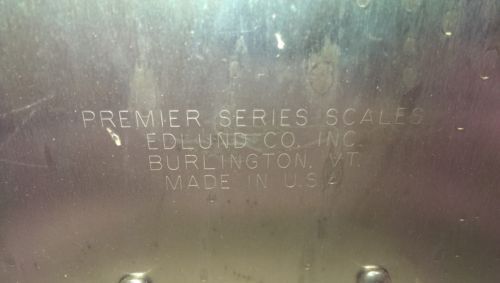 PREMIER SERIES SCALES
EDLUND CO. INC.
BURLINGTON, VT.
MADE IN U.S.A